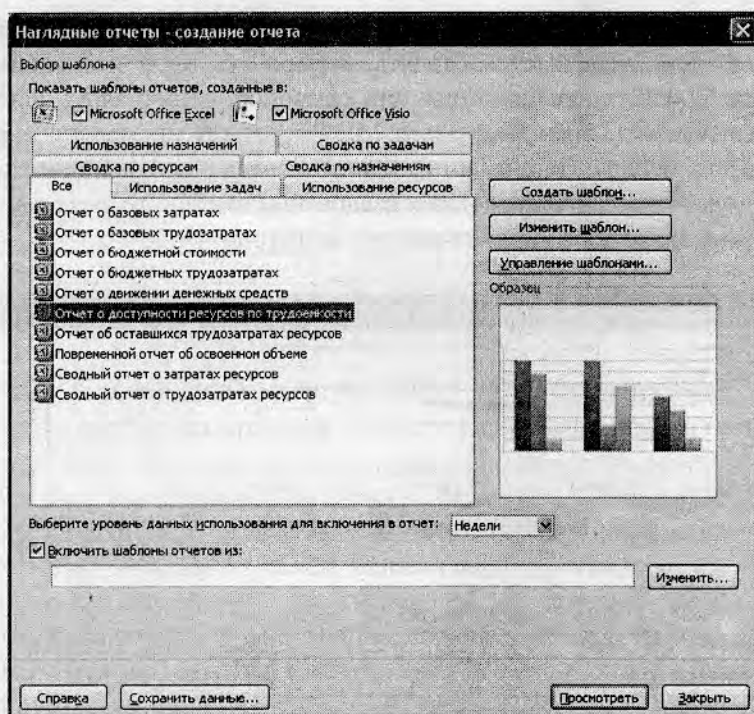 Наглядные отчеты - создание отчета
Выбор шаблона
Показать шаблоны отчетов, созданные в:
Microsoft Office Excel Microsoft Office Visio
Использование назначений Сводка по задачам
Сводка по ресурсам Сводка по назначениям
Все Использование задач Использование ресурсов
Отчет о базовых затратах
Отчет о базовых трудозатратах
Отчет о бюджетной стоимости
Отчет о бюджетных трудозатратах
Отчет о движении денежных средств
Отчет о доступности ресурсов по трудоемкости
Отчет об оставшихся трудозатратах ресурсов
Повременной отчет об освоенном объеме
Сводный отчет о затратах ресурсов
Сводный отчет о трудозатратах ресурсов
Создать шаблон...
Изменить шаблон...
Управление шаблонами...
Образец
Выберите уровень данных использования для включения в отчет: Недели
Включить шаблоны отчетов из:
Изменить...
Справка Сохранить данные... Просмотреть Закрыть